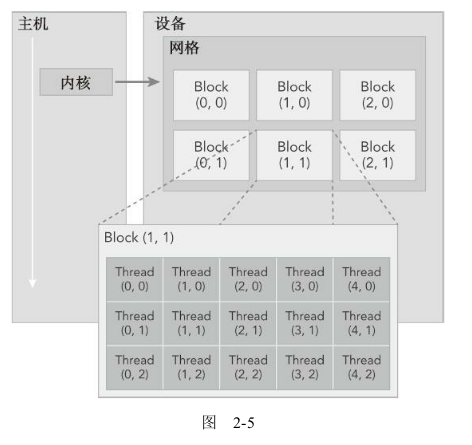 主机
设备
网格
内核
Block
(0, 0)
Block
(1, 0)
Block
(2, 0)
Block
(0, 1)
Block
(1, 1)
Block
(2, 1)
Block (1, 1)
Thread
(0, 0)
Thread
(1, 0)
Thread
(2, 0)
Thread
(3, 0)
Thread
(4, 0)
Thread
(0, 1)
Thread
(1, 1)
Thread
(2, 1)
Thread
(3, 1)
Thread
(4, 1)
Thread
(0, 2)
Thread
(1, 2)
Thread
(2, 2)
Thread
(3, 2)
Thread
(4, 2)
图 2-5